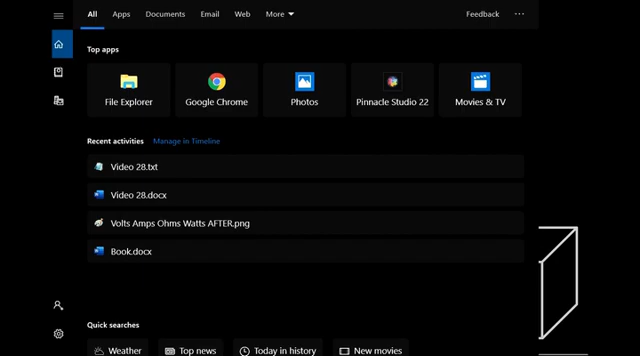 All Apps Documents Email Web More Feedback ...
Top apps
File Explorer Google Chrome Photos Pinnacle Studio 22 Movies & TV
Recent activities Manage in Timeline
Video 28.txt
Video 28.docx
Volts Amps Ohms Watts AFTER.png
Book.docx
Quick searches
Weather Top news Today in history New movies